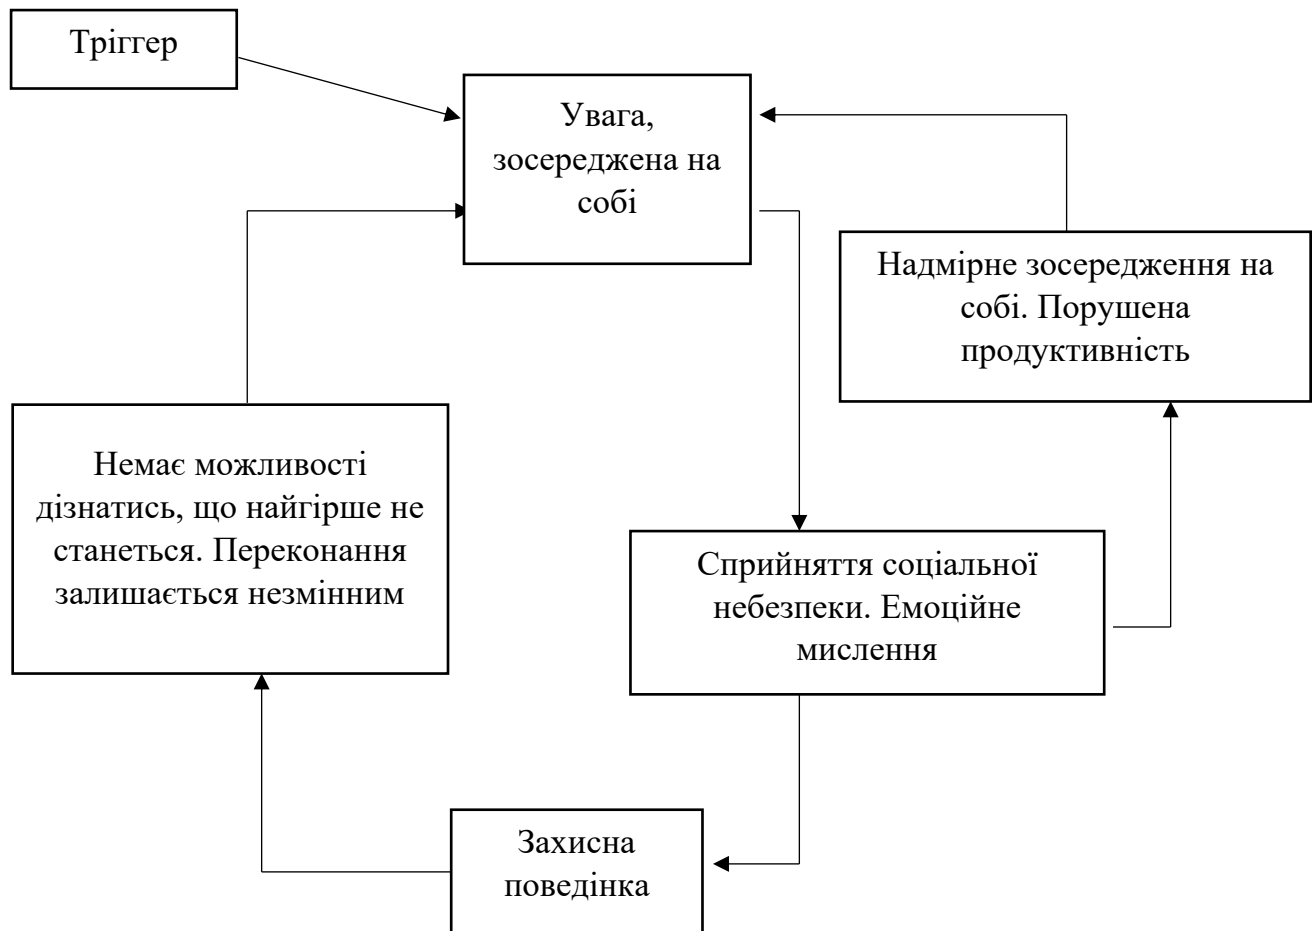 Тріггер
Увага,
зосереджена на
собі
Надмірне зосередження на
собі. Порушена
продуктивність
Немає можливості
дізнатись, що найгірше не
станеться. Переконання
залишається незмінним
Сприйняття соціальної
небезпеки. Емоційне
мислення
Захисна
поведінка